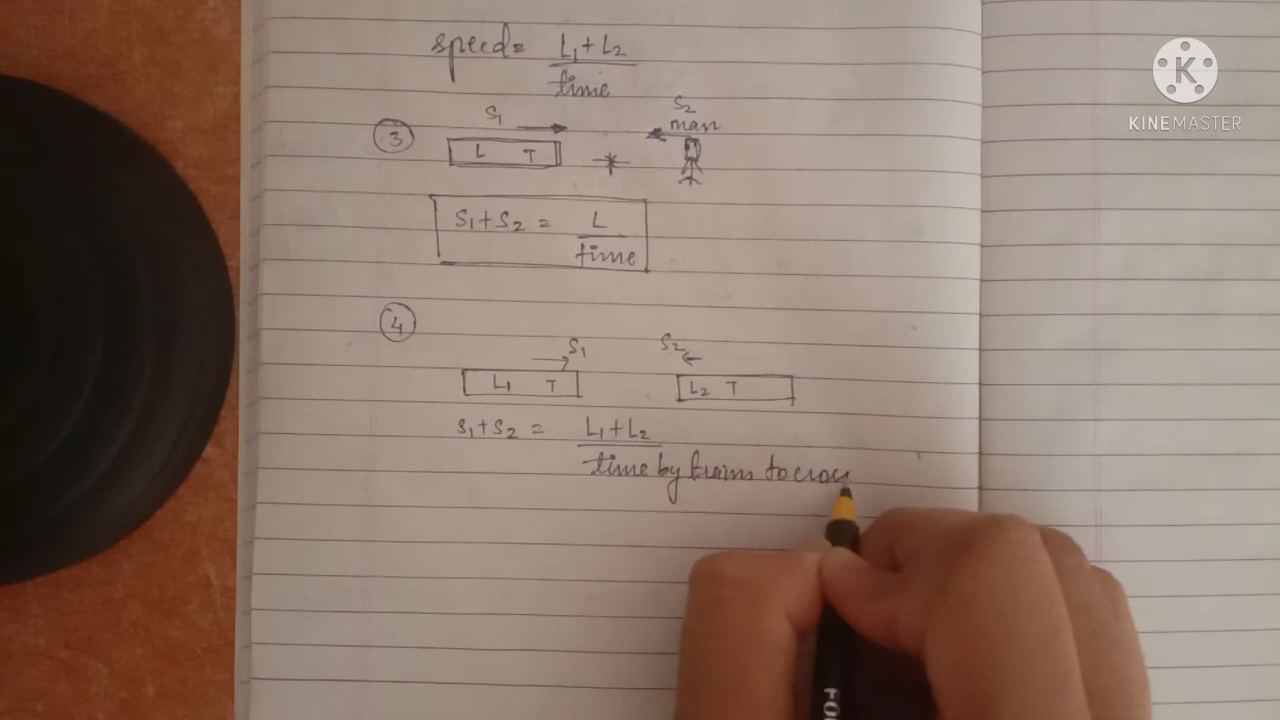 speed = L₁ + L₂
time
S₁
S₂
man
3
L T
S₁ + S₂ = L
time
4
S₁
S₂
L₁ T
L₂ T
S₁ + S₂ = L₁ + L₂
time by trains to cross
K
KINEMASTER
FO